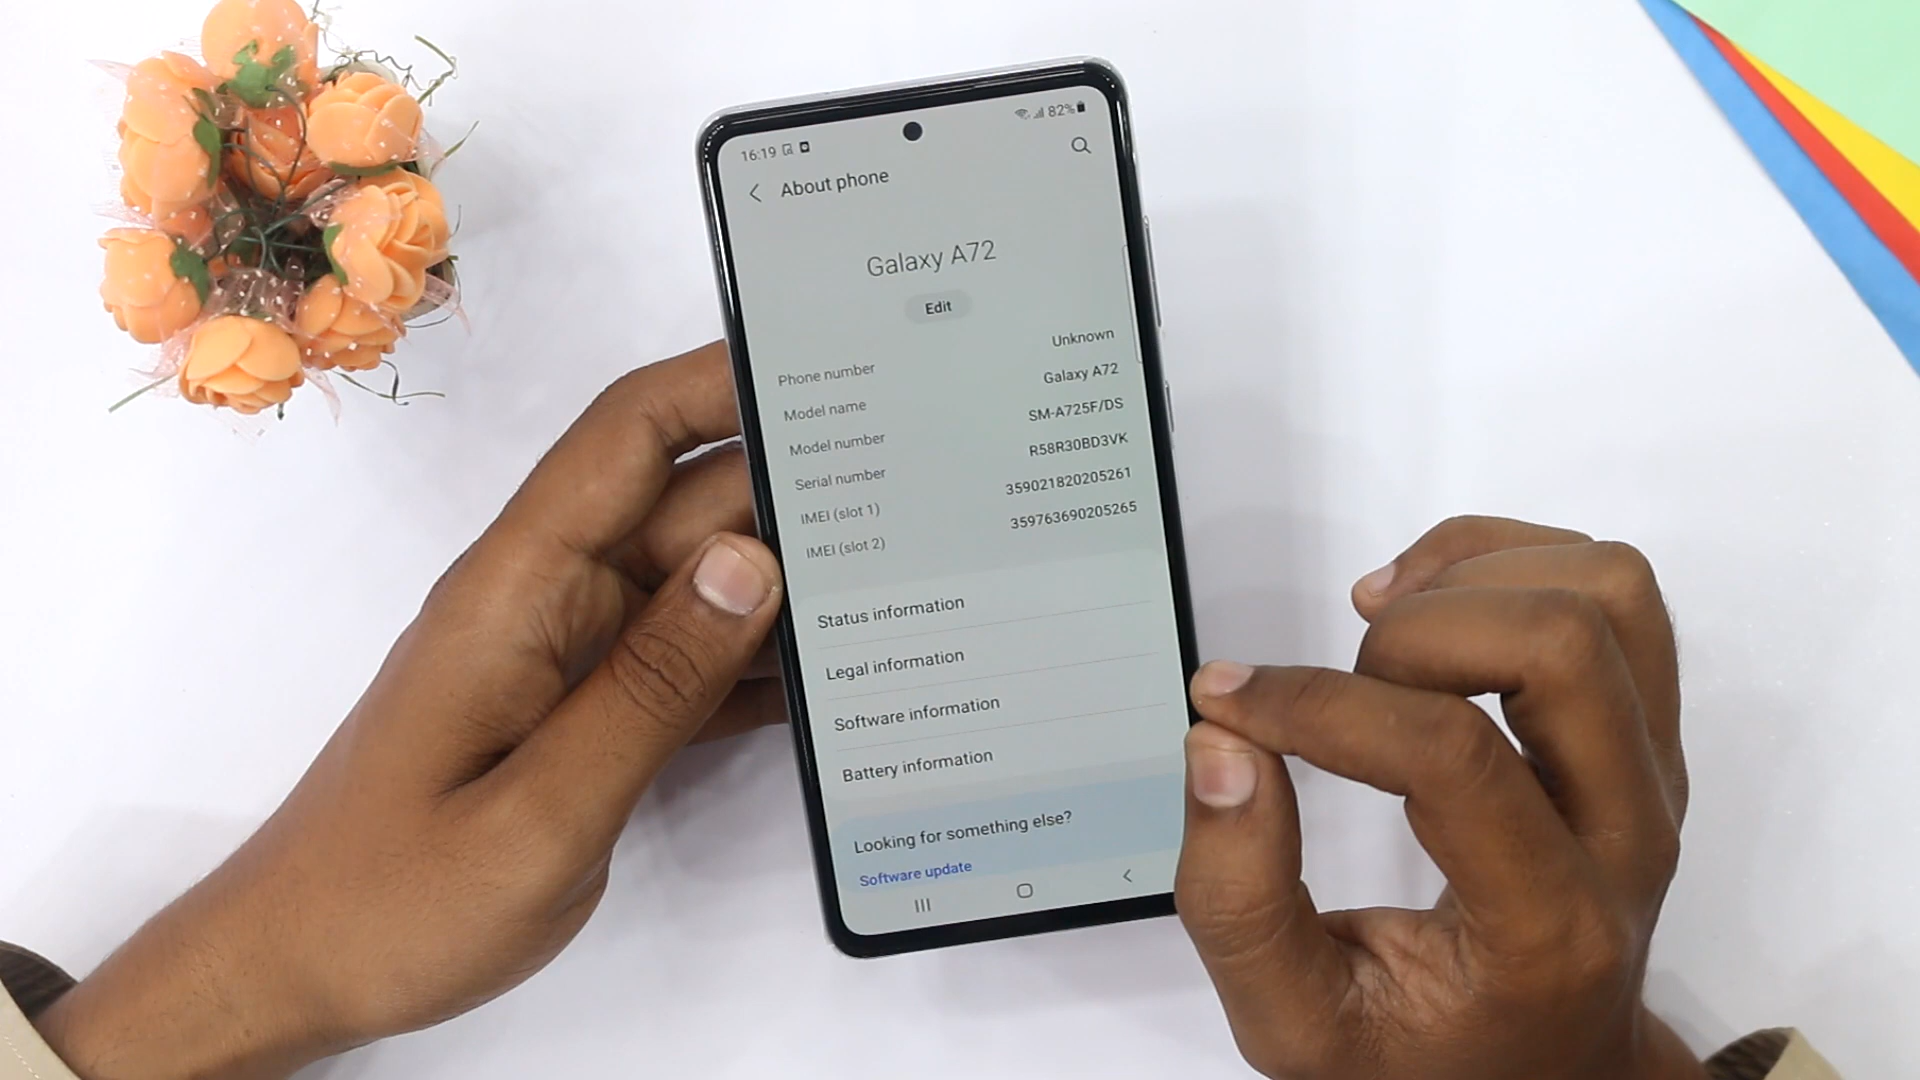 16:19 82%
About phone
Galaxy A72
Edit
Phone number Unknown
Model name Galaxy A72
Model number SM-A725F/DS
Serial number R58R30BD3VK
IMEI (slot 1) 359021820205261
IMEI (slot 2) 359763690205265
Status information
Legal information
Software information
Battery information
Looking for something else?
Software update